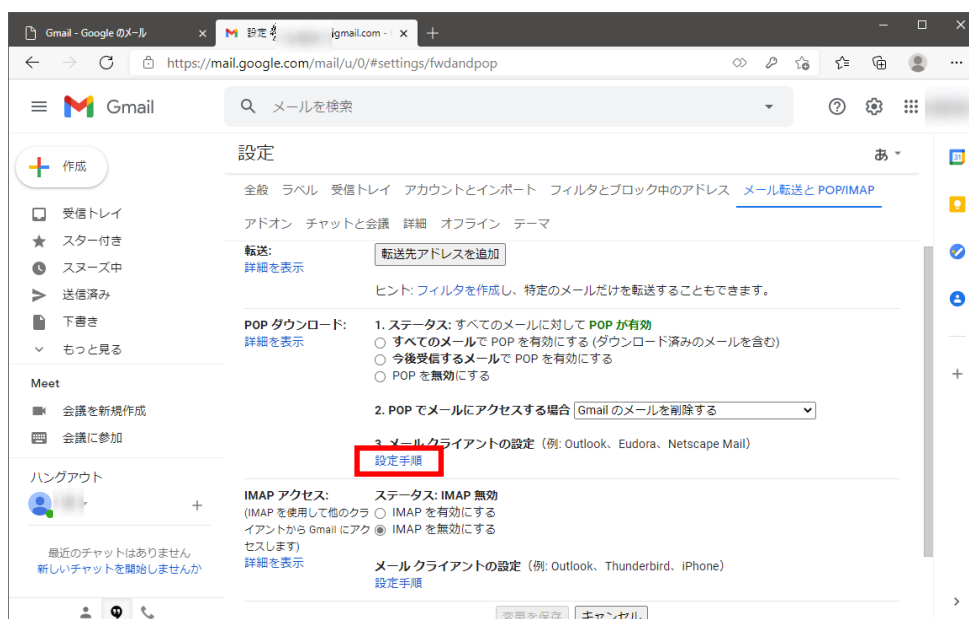 Gmail - Google のメール
設定
gmail.com -
https://mail.google.com/mail/u/0/#settings/fwdandpop
Gmail
メールを検索
作成
受信トレイ
スター付き
スヌーズ中
送信済み
下書き
もっと見る
Meet
会議を新規作成
会議に参加
ハングアウト
最近のチャットはありません
新しいチャットを開始しませんか
設定
あ
全般 ラベル 受信トレイ アカウントとインポート フィルタとブロック中のアドレス メール転送と POP/IMAP
アドオン チャットと会議 詳細 オフライン テーマ
転送:
詳細を表示
転送先アドレスを追加
ヒント: フィルタを作成し、特定のメールだけを転送することもできます。
POP ダウンロード:
詳細を表示
1. ステータス: すべてのメールに対して POP が有効
すべてのメールで POP を有効にする (ダウンロード済みのメールを含む)
今後受信するメールで POP を有効にする
POP を無効にする
2. POP でメールにアクセスする場合 Gmail のメールを削除する
3. メール クライアントの設定（例: Outlook、Eudora、Netscape Mail）
設定手順
IMAP アクセス:
(IMAP を使用して他のクラ
イアントから Gmail にアク
セスします)
詳細を表示
ステータス: IMAP 無効
IMAP を有効にする
IMAP を無効にする
メール クライアントの設定（例: Outlook、Thunderbird、iPhone）
設定手順
変更を保存 キャンセル
31